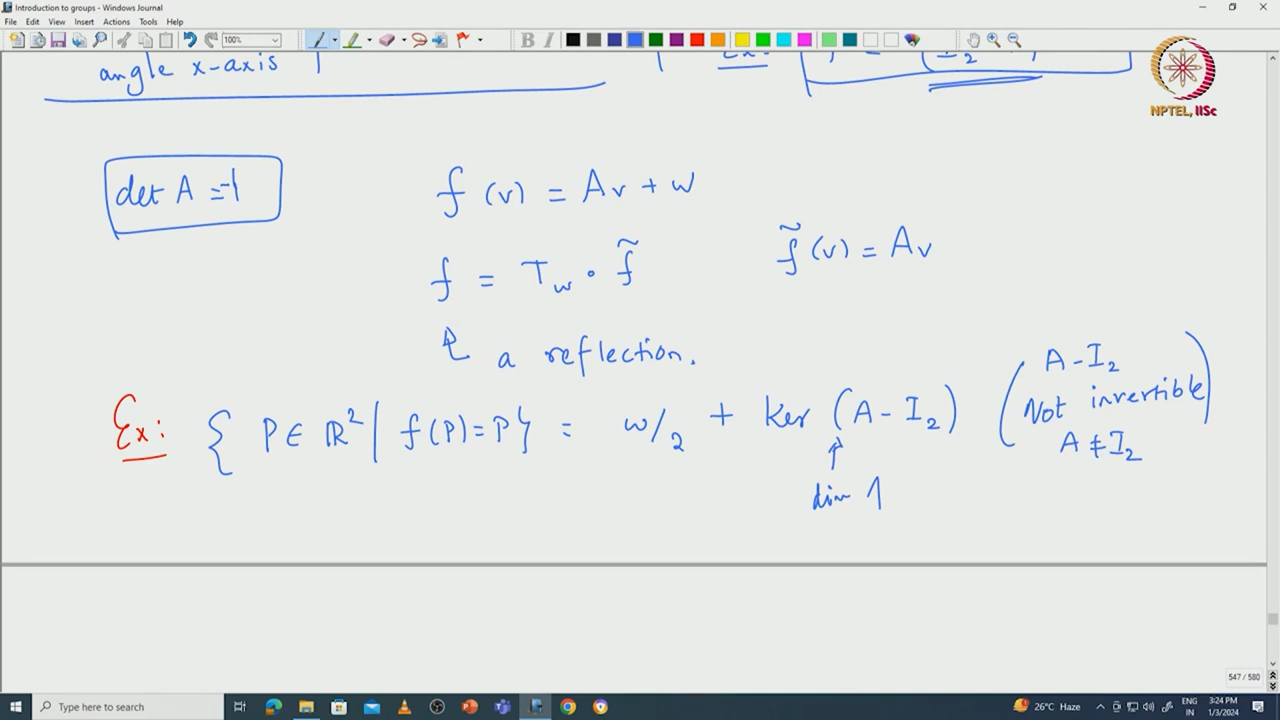 Introduction to groups - Windows Journal
File Edit View Insert Actions Tools Help
100%
B I
angle x-axis
NPTEL, IISc
det A = -1
f (v) = Av + w
f = T_w · f̃
f̃ (v) = Av
a reflection.
Ex: { P ∈ ℝ² | f(P) = P } = w/2 + Ker (A - I₂)
( A - I₂
Not invertible
A ≠ I₂ )
dim 1
547 / 580
Type here to search
26°C Haze
ENG
IN
3:24 PM
1/3/2024